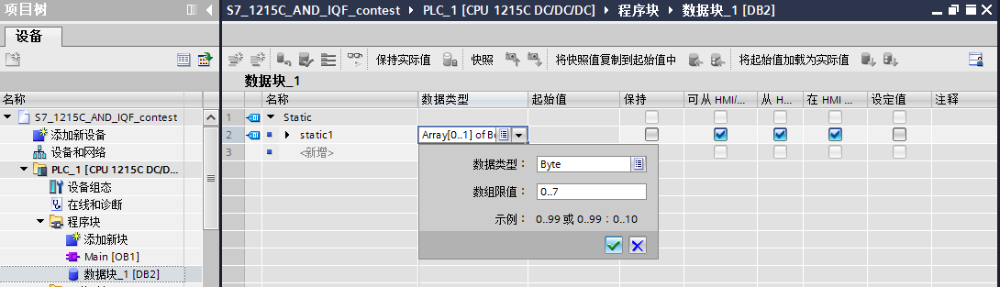 项目树
S7_1215C_AND_IQF_contest ▸ PLC_1 [CPU 1215C DC/DC/DC] ▸ 程序块 ▸ 数据块_1 [DB2]
设备
保持实际值 快照 将快照值复制到起始值中 将起始值加载为实际值
数据块_1
名称 数据类型 起始值 保持 可从 HMI/... 从 H... 在 HMI ... 设定值 注释
1 Static
2 static1 Array[0..1] of
3 <新增>
数据类型： Byte
数组限值： 0..7
示例： 0..99 或 0..99；0..10
名称
S7_1215C_AND_IQF_contest
添加新设备
设备和网络
PLC_1 [CPU 1215C DC/D...
设备组态
在线和诊断
程序块
添加新块
Main [OB1]
数据块_1 [DB2]